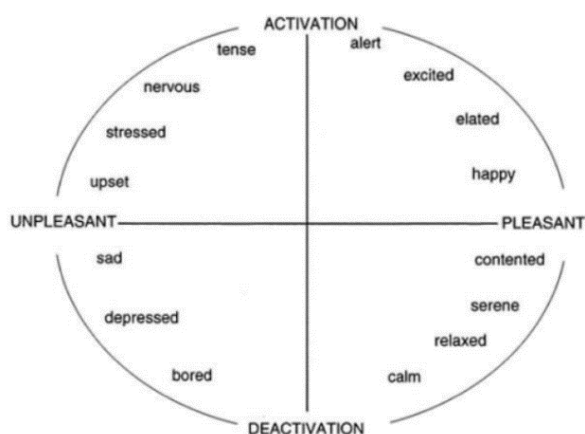 ACTIVATION
tense
alert
nervous
excited
stressed
elated
upset
happy
UNPLEASANT
PLEASANT
sad
contented
depressed
serene
relaxed
bored
calm
DEACTIVATION